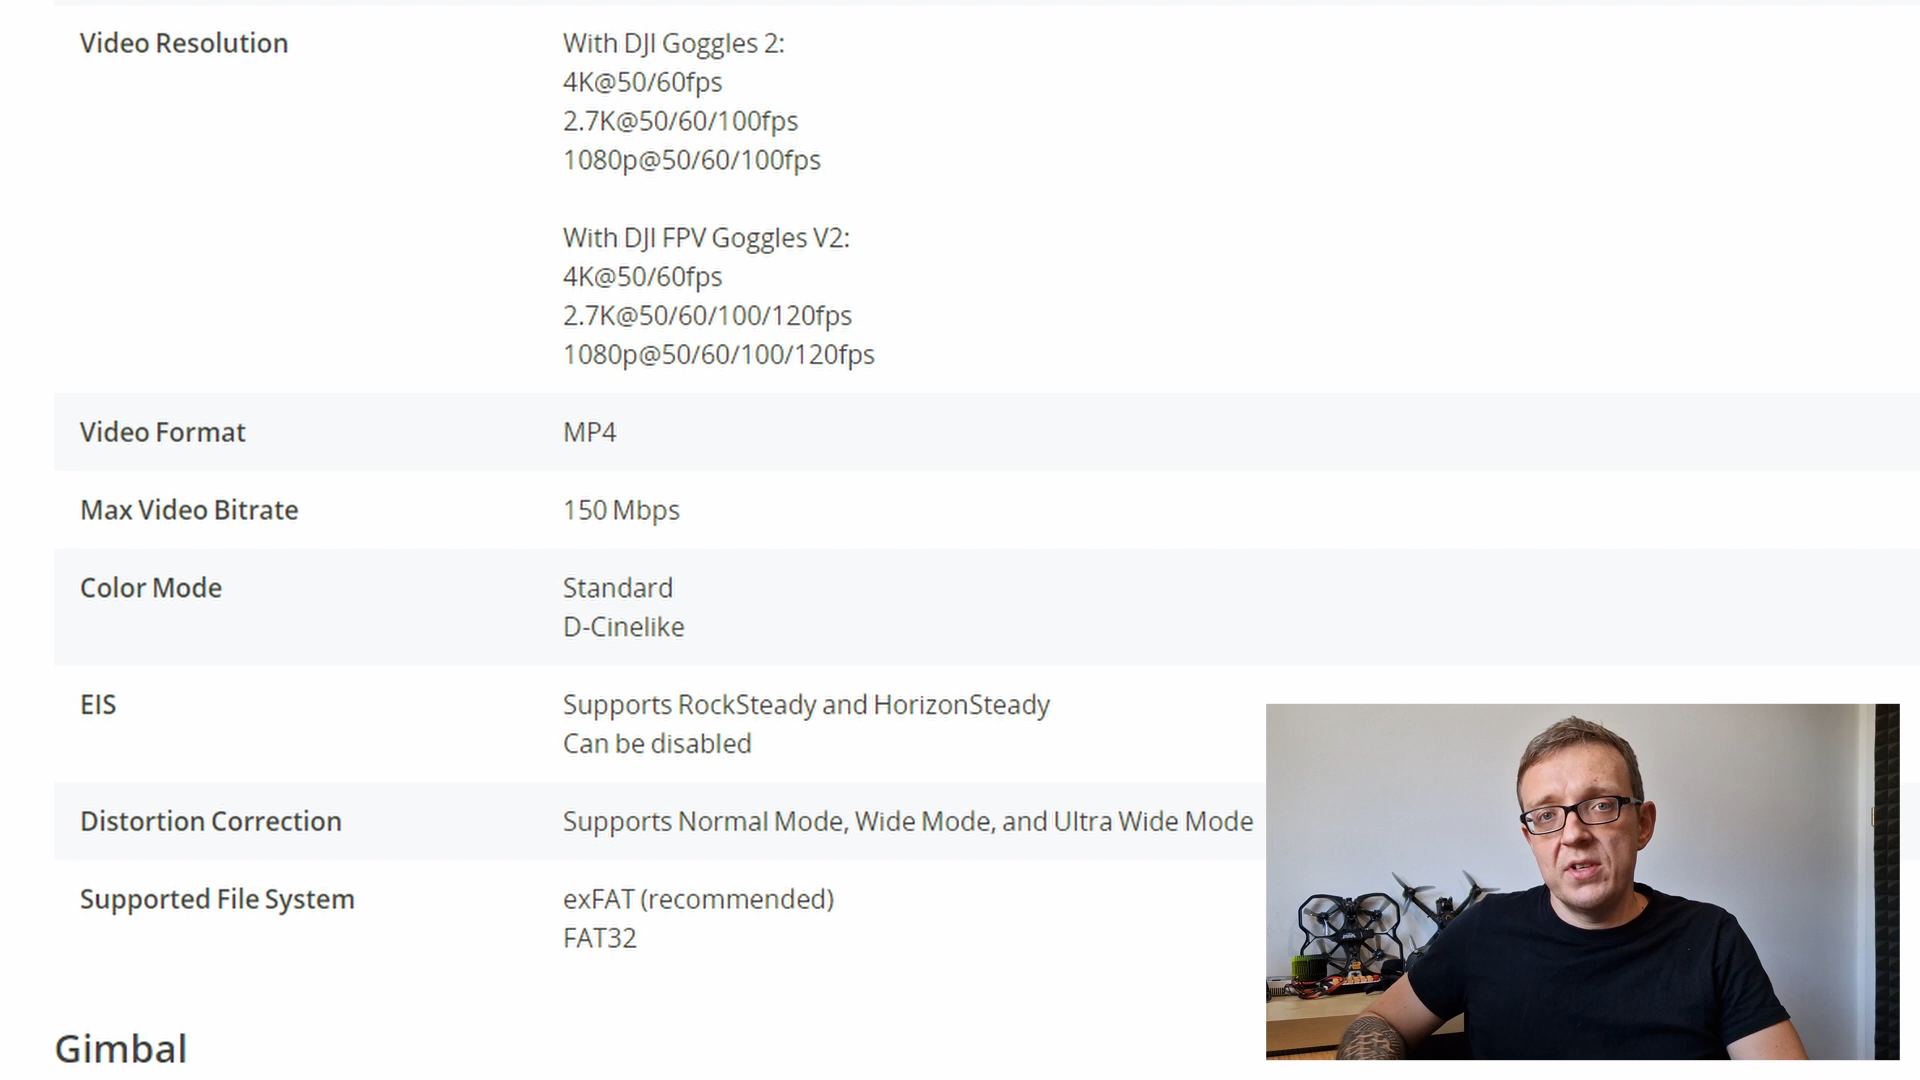 Video Resolution
With DJI Goggles 2:
4K@50/60fps
2.7K@50/60/100fps
1080p@50/60/100fps
With DJI FPV Goggles V2:
4K@50/60fps
2.7K@50/60/100/120fps
1080p@50/60/100/120fps
Video Format
MP4
Max Video Bitrate
150 Mbps
Color Mode
Standard
D-Cinelike
EIS
Supports RockSteady and HorizonSteady
Can be disabled
Distortion Correction
Supports Normal Mode, Wide Mode, and Ultra Wide Mode
Supported File System
exFAT (recommended)
FAT32
Gimbal